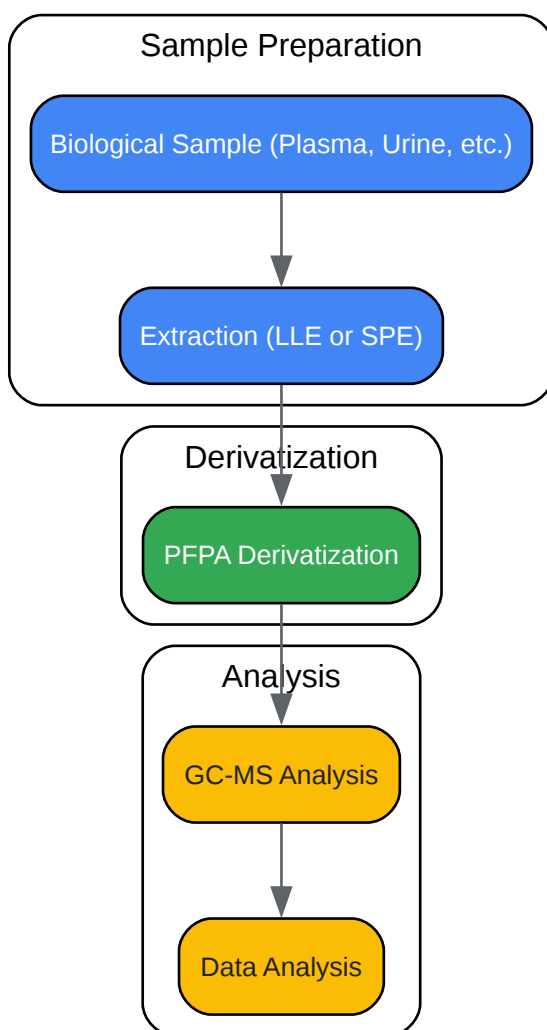 Sample Preparation
Biological Sample (Plasma, Urine, etc.)
Extraction (LLE or SPE)
Derivatization
PFPA Derivatization
Analysis
GC-MS Analysis
Data Analysis